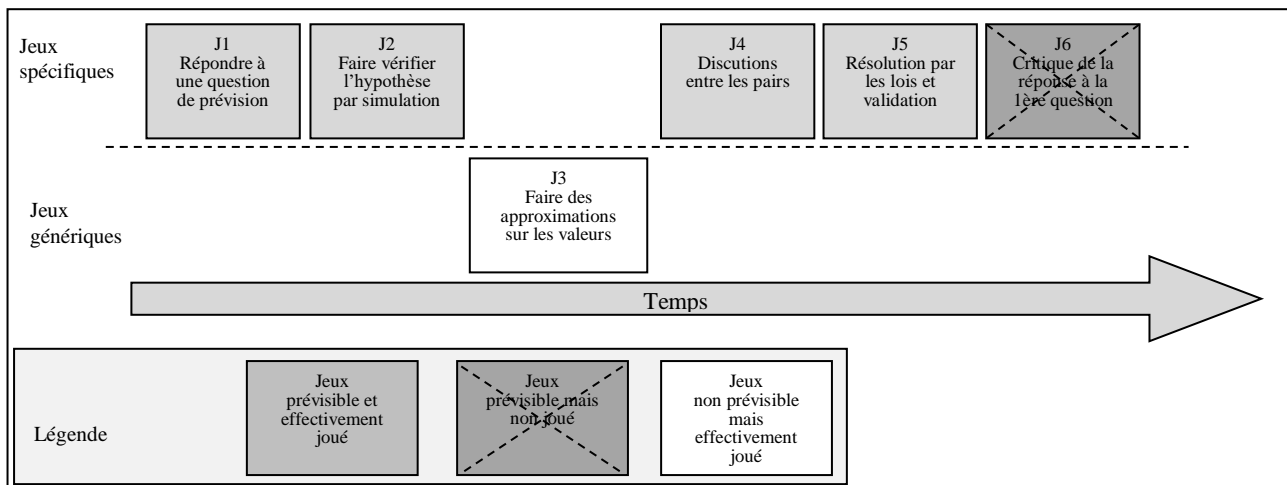 Jeux
spécifiques
J1
Répondre à
une question
de prévision
J2
Faire vérifier
l’hypothèse
par simulation
J4
Discutions
entre les pairs
J5
Résolution par
les lois et
validation
J6
Critique de la
réponse à la
1ère question
Jeux
génériques
J3
Faire des
approximations
sur les valeurs
Temps
Légende
Jeux
prévisible et
effectivement
joué
Jeux
prévisible mais
non joué
Jeux
non prévisible
mais
effectivement
joué